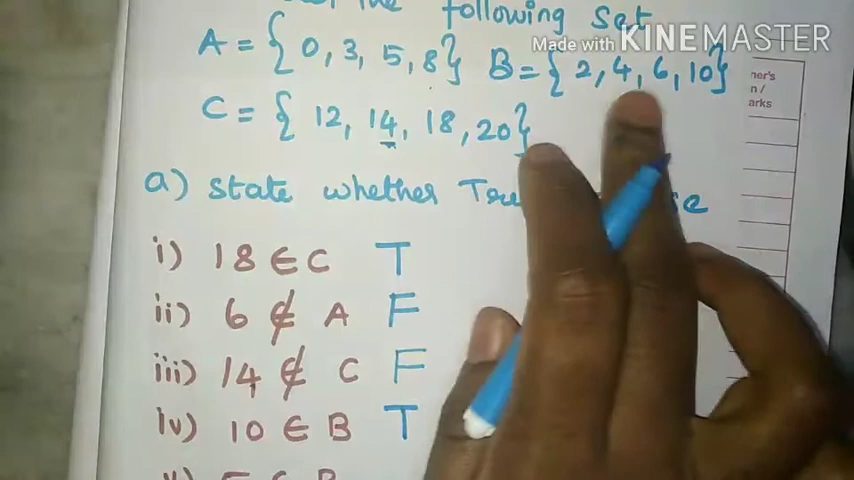 following set
A = { 0, 3, 5, 8} B = { 2, 4, 6, 10}
Made with KINEMASTER
C = { 12, 14, 18, 20}
a) state whether
i) 18 ∈ C T
ii) 6 ∉ A F
iii) 14 ∉ C F
iv) 10 ∈ B T